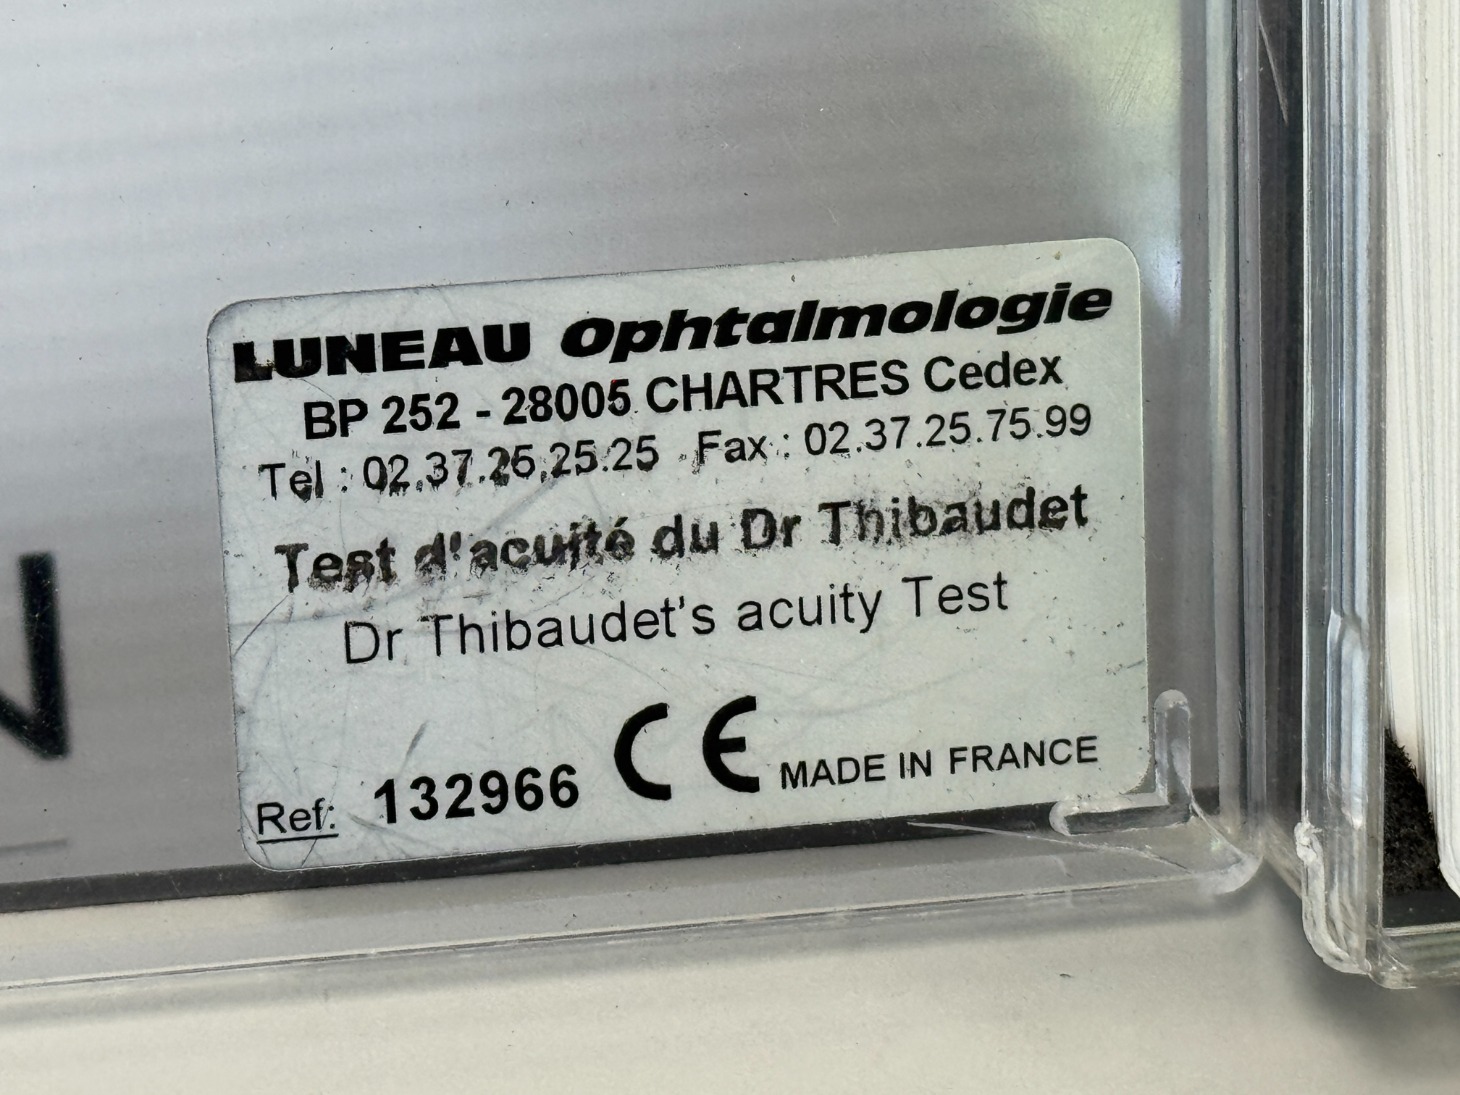 LUNEAU Ophtalmologie
BP 252 - 28005 CHARTRES Cedex
Tel : 02.37.25.25.25 Fax : 02.37.25.75.99
Test d'acuité du Dr Thibaudet
Dr Thibaudet's acuity Test
Ref: 132966 CE MADE IN FRANCE
N